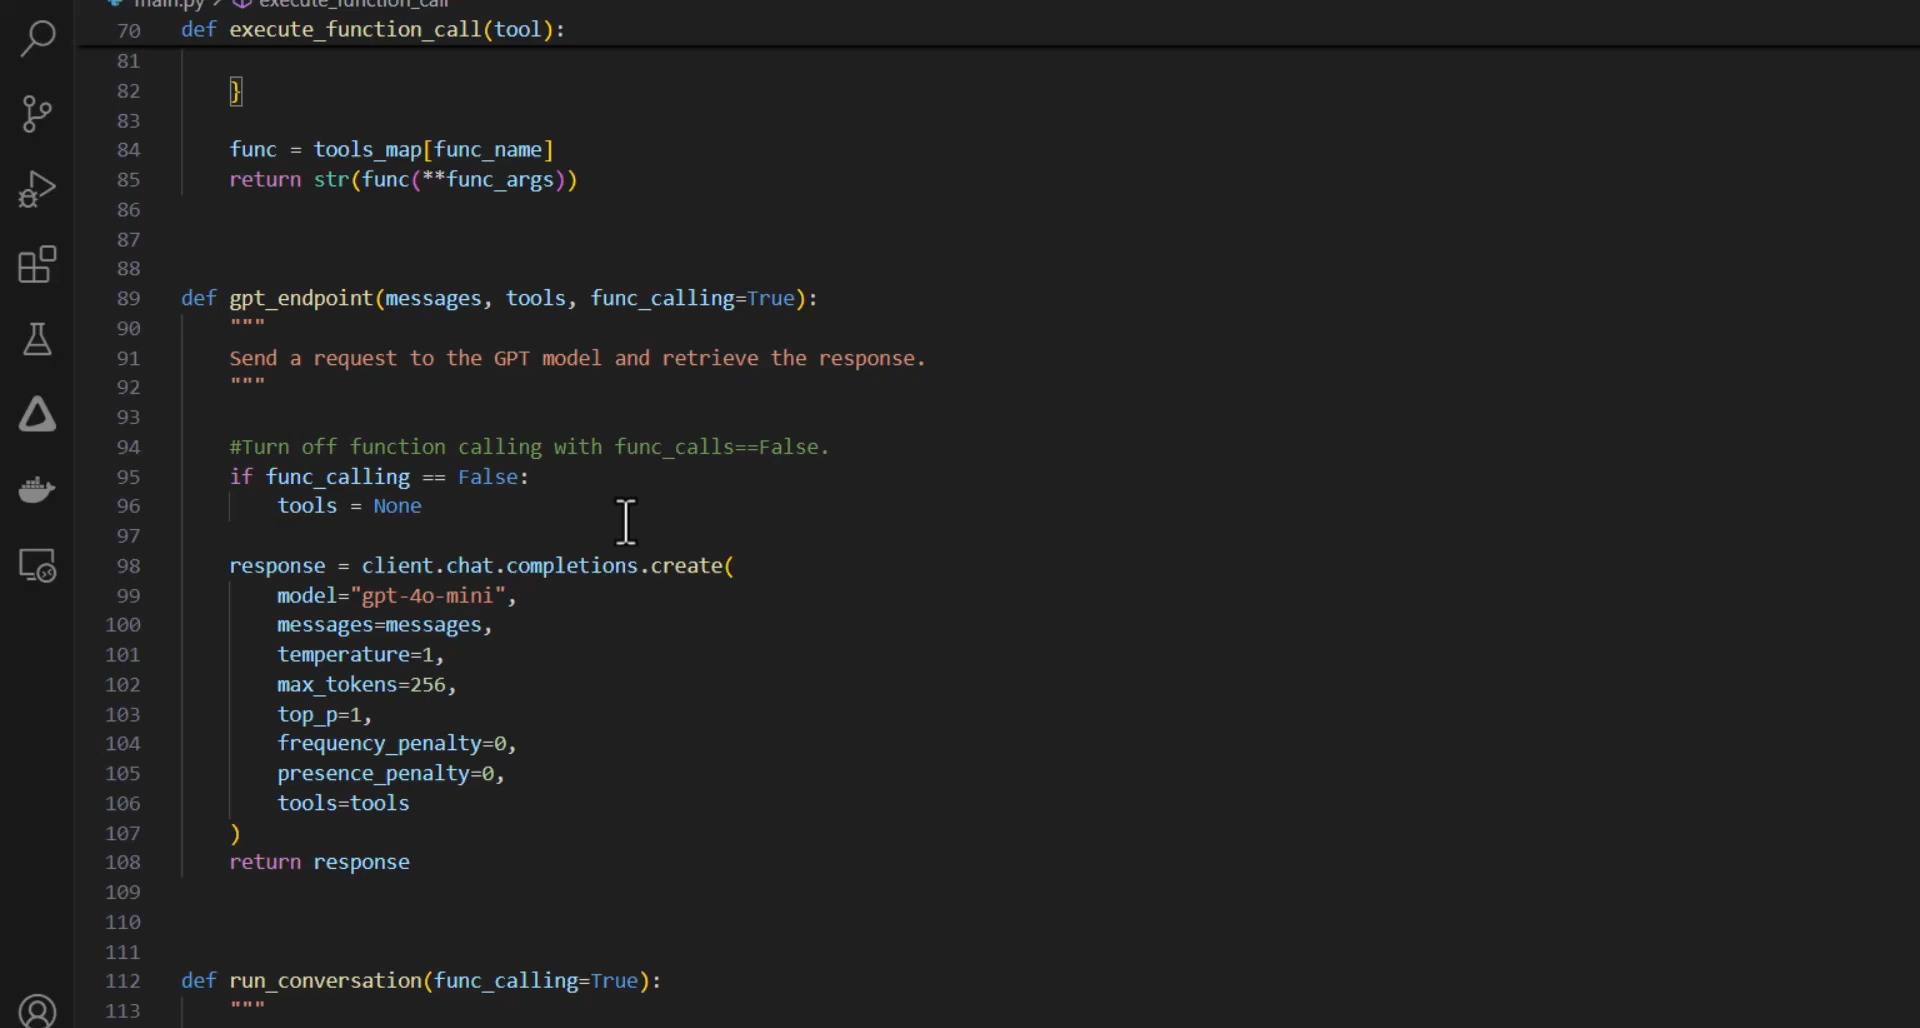 main.py > execute_function_call
70 def execute_function_call(tool):
81
82 }
83
84 func = tools_map[func_name]
85 return str(func(**func_args))
86
87
88
89 def gpt_endpoint(messages, tools, func_calling=True):
90 """
91 Send a request to the GPT model and retrieve the response.
92 """
93
94 #Turn off function calling with func_calls==False.
95 if func_calling == False:
96 tools = None
97
98 response = client.chat.completions.create(
99 model="gpt-4o-mini",
100 messages=messages,
101 temperature=1,
102 max_tokens=256,
103 top_p=1,
104 frequency_penalty=0,
105 presence_penalty=0,
106 tools=tools
107 )
108 return response
109
110
111
112 def run_conversation(func_calling=True):
113 """